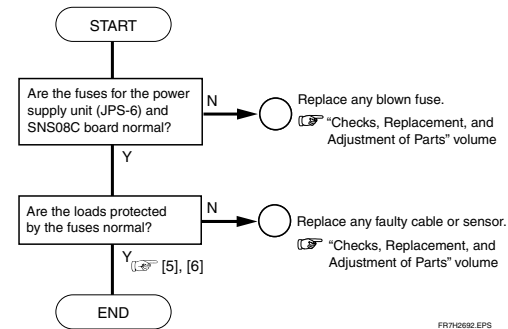 START
Are the fuses for the power
supply unit (JPS-6) and
SNS08C board normal?
N
Replace any blown fuse.
☞ “Checks, Replacement, and
Adjustment of Parts” volume
Y
Are the loads protected
by the fuses normal?
N
Replace any faulty cable or sensor.
☞ “Checks, Replacement, and
Adjustment of Parts” volume
Y
☞ [5], [6]
END
FR7H2692.EPS